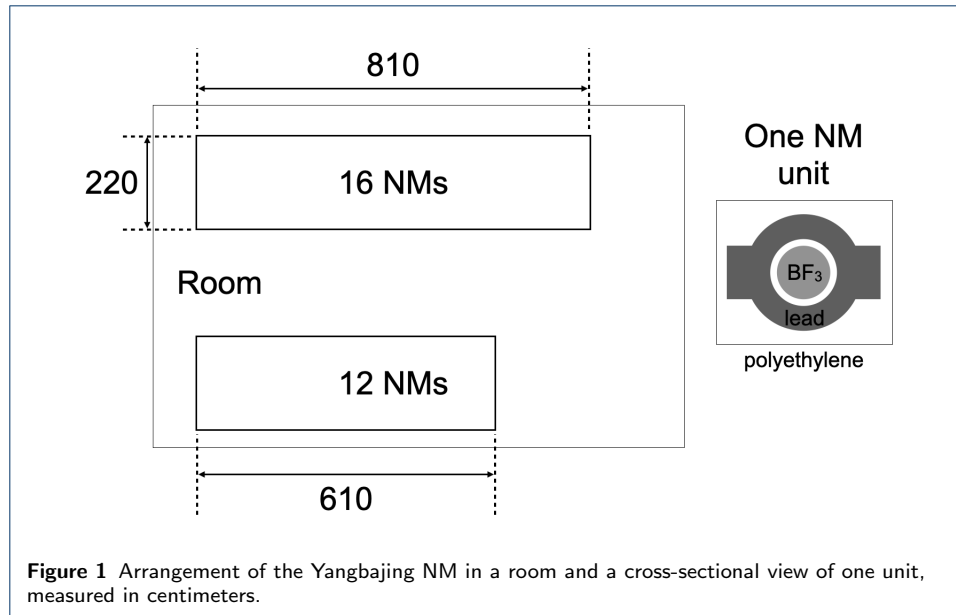 810
220
16 NMs
Room
12 NMs
610
One NM
unit
BF₃
lead
polyethylene
Figure 1 Arrangement of the Yangbajing NM in a room and a cross-sectional view of one unit,
measured in centimeters.